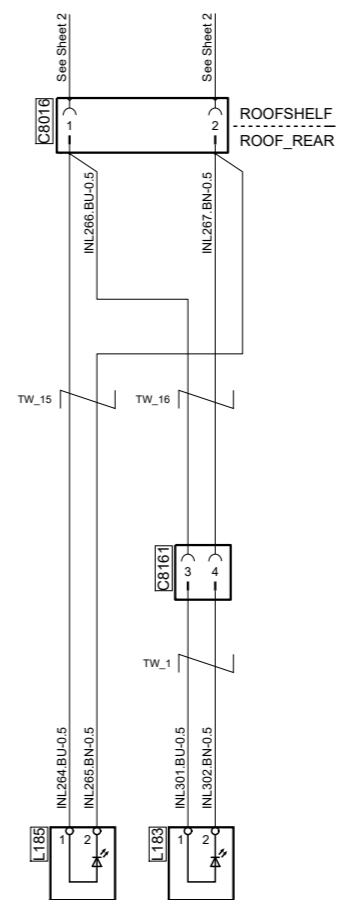 See Sheet 2
See Sheet 2
C8016
1
2
ROOFSHELF
ROOF_REAR
INL266.BU-0.5
INL267.BN-0.5
TW_15
TW_16
C8161
3
4
TW_1
INL264.BU-0.5
INL265.BN-0.5
INL301.BU-0.5
INL302.BN-0.5
L185
1
2
L183
1
2